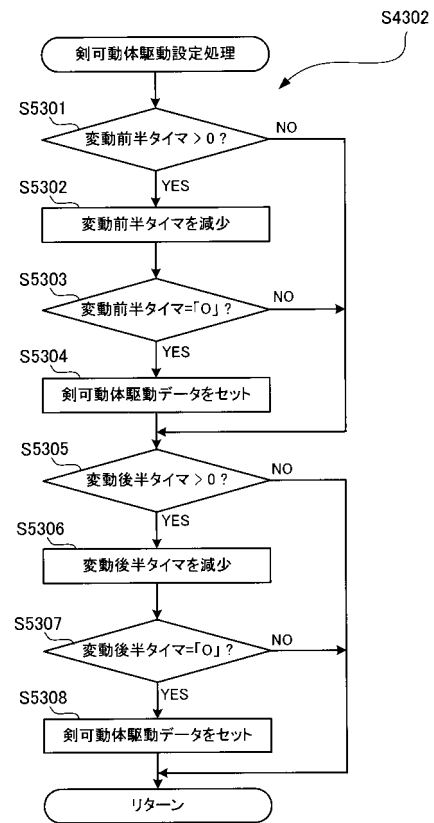 S4302
剣可動体駆動設定処理
S5301
変動前半タイマ＞0？
NO
YES
S5302
変動前半タイマを減少
S5303
変動前半タイマ=「0」？
NO
YES
S5304
剣可動体駆動データをセット
S5305
変動後半タイマ＞0？
NO
YES
S5306
変動後半タイマを減少
S5307
変動後半タイマ=「0」？
NO
YES
S5308
剣可動体駆動データをセット
リターン